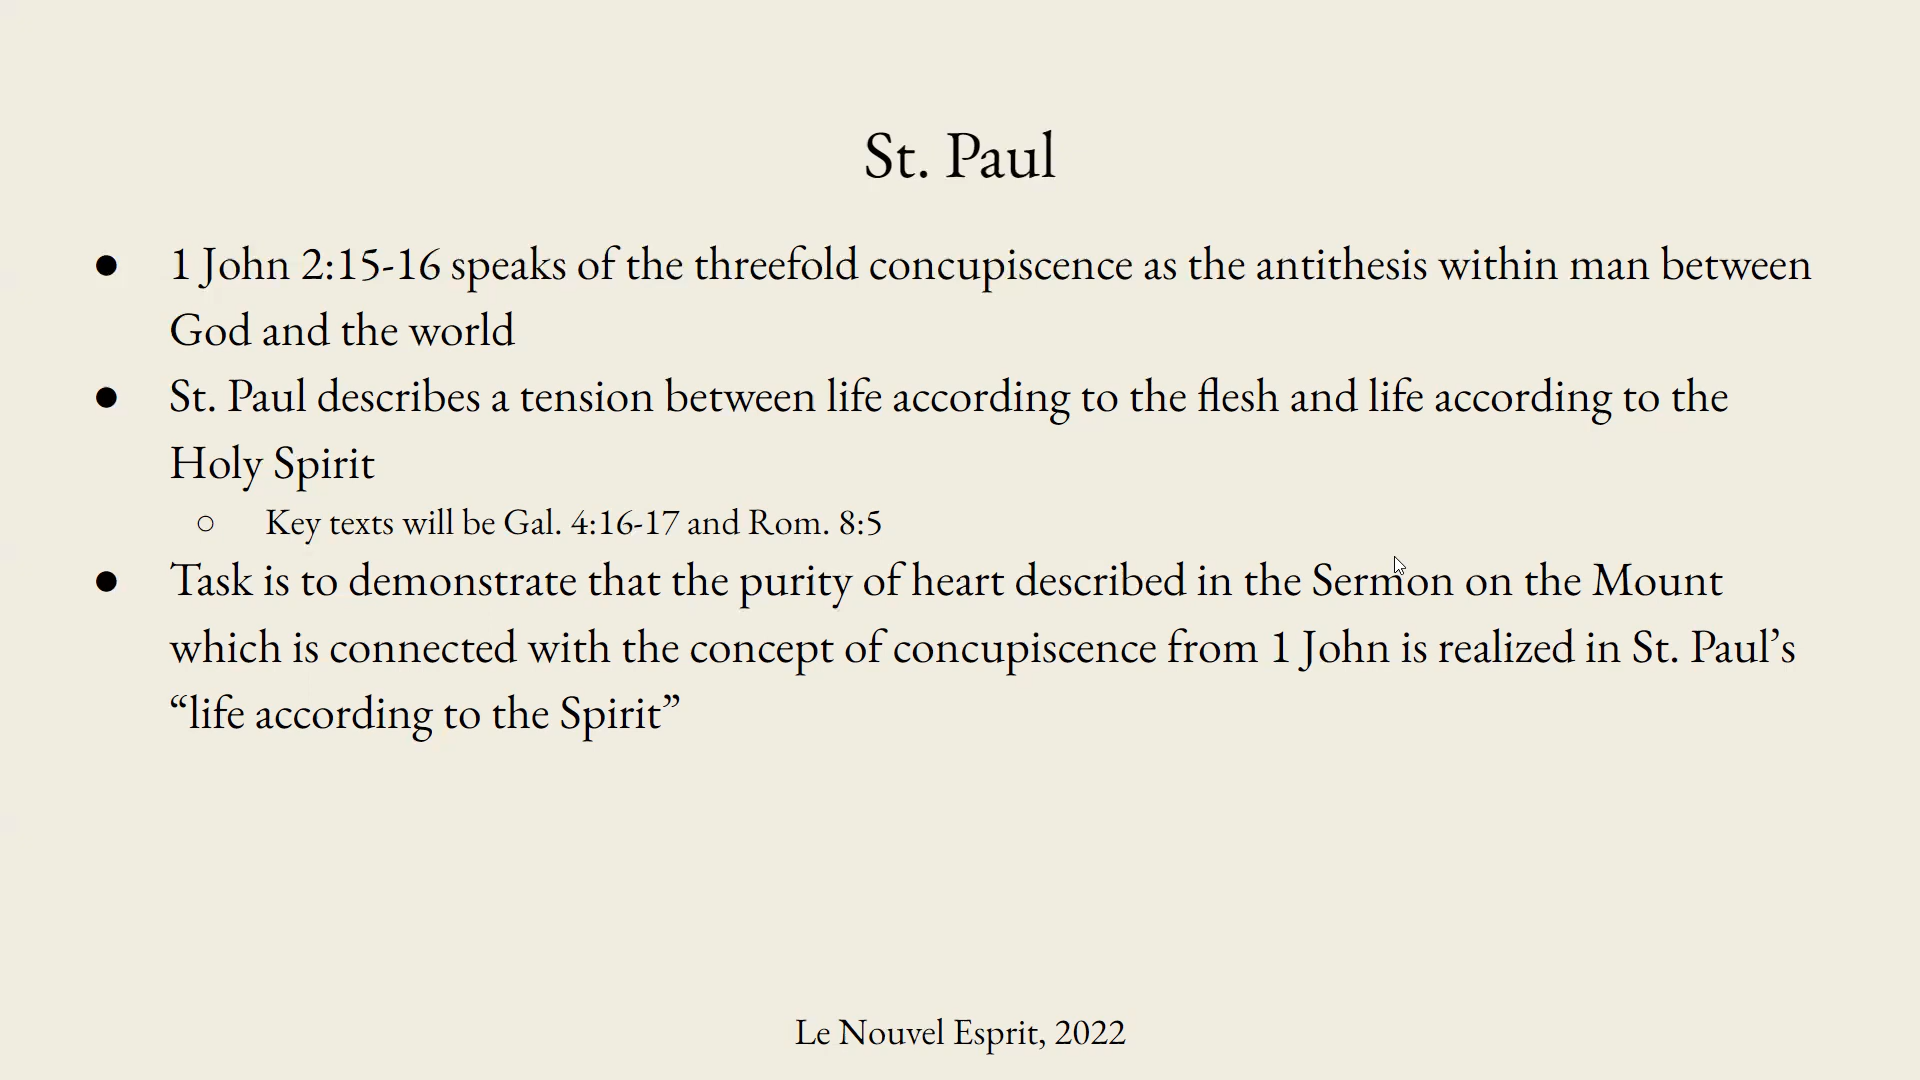 St. Paul
● 1 John 2:15-16 speaks of the threefold concupiscence as the antithesis within man between
God and the world
● St. Paul describes a tension between life according to the flesh and life according to the
Holy Spirit
○ Key texts will be Gal. 4:16-17 and Rom. 8:5
● Task is to demonstrate that the purity of heart described in the Sermon on the Mount
which is connected with the concept of concupiscence from 1 John is realized in St. Paul’s
“life according to the Spirit”
Le Nouvel Esprit, 2022